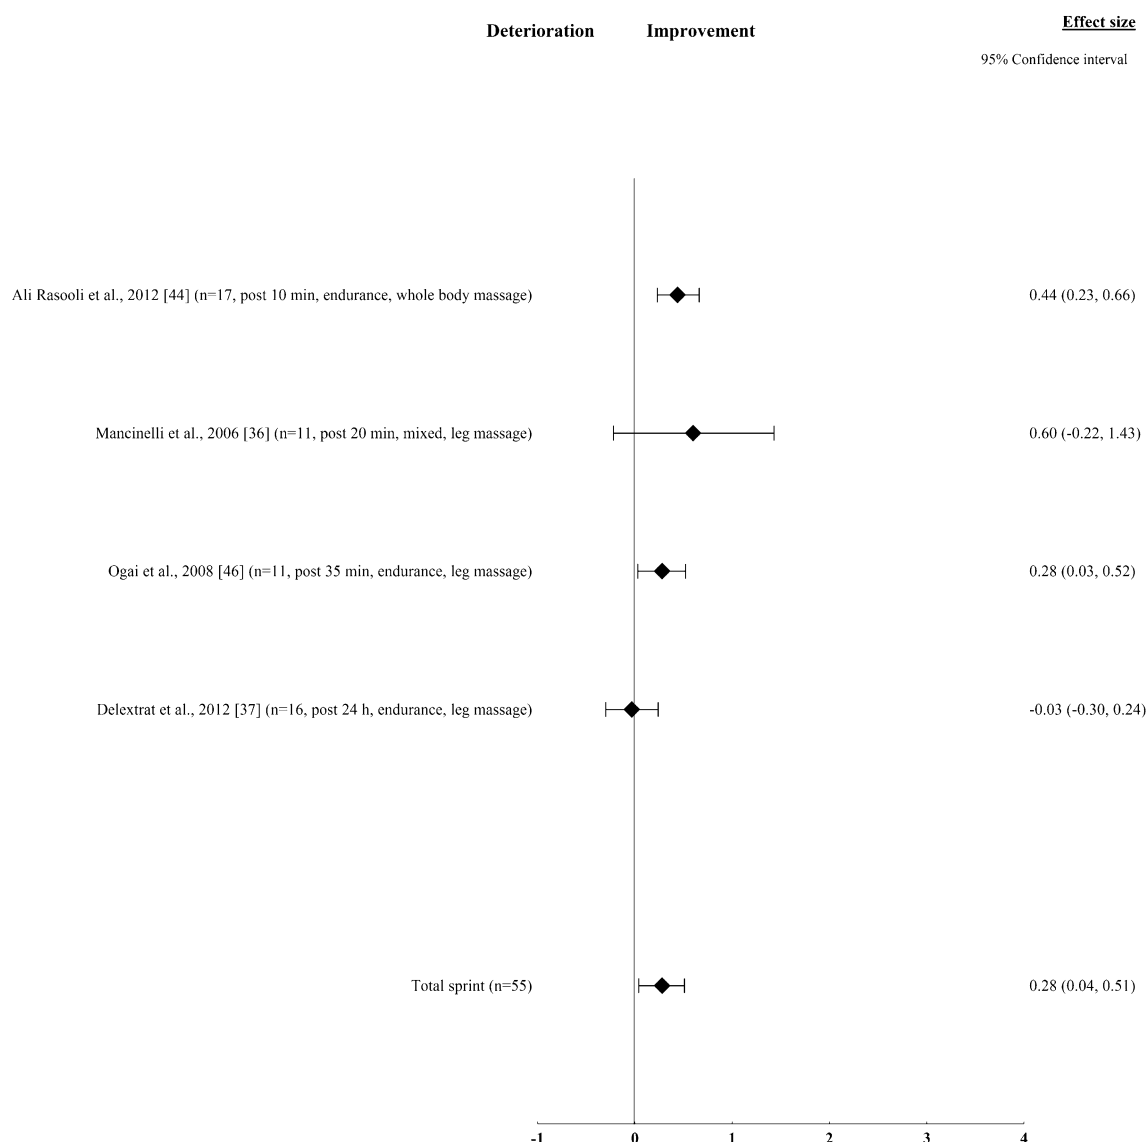 Deterioration Improvement Effect size
95% Confidence interval
Ali Rasooli et al., 2012 [44] (n=17, post 10 min, endurance, whole body massage) 0.44 (0.23, 0.66)
Mancinelli et al., 2006 [36] (n=11, post 20 min, mixed, leg massage) 0.60 (-0.22, 1.43)
Ogai et al., 2008 [46] (n=11, post 35 min, endurance, leg massage) 0.28 (0.03, 0.52)
Delextrat et al., 2012 [37] (n=16, post 24 h, endurance, leg massage) -0.03 (-0.30, 0.24)
Total sprint (n=55) 0.28 (0.04, 0.51)
-1 0 1 2 3 4